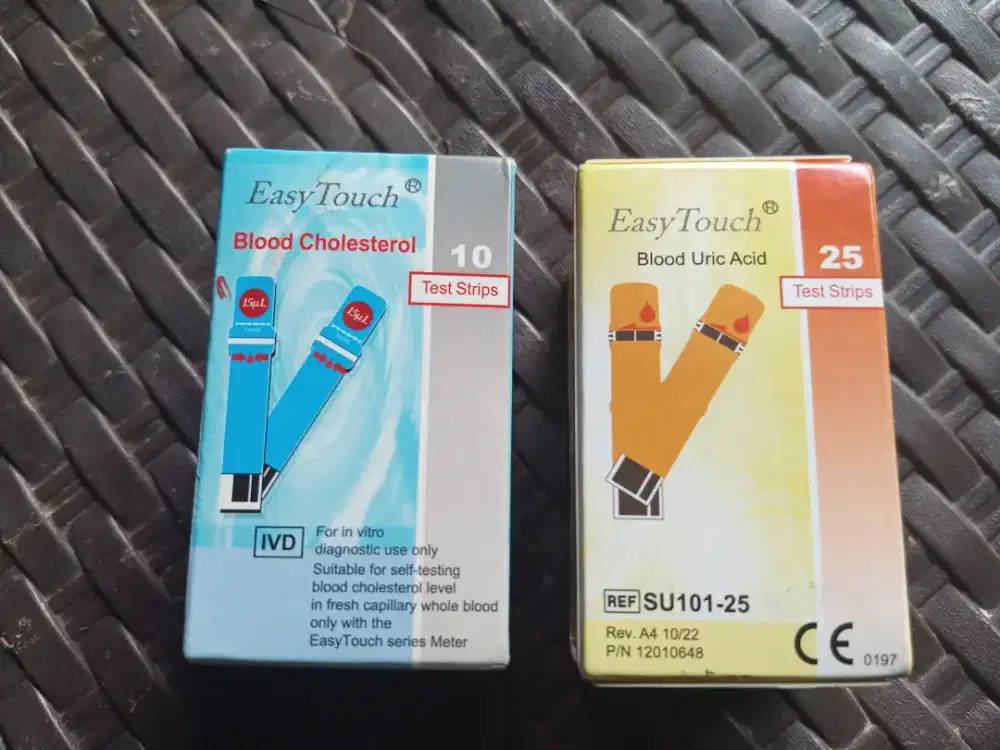 EasyTouch®
Blood Cholesterol
10
Test Strips
15µL
15µL
IVD
For in vitro
diagnostic use only
Suitable for self-testing
blood cholesterol level
in fresh capillary whole blood
only with the
EasyTouch series Meter
EasyTouch®
Blood Uric Acid
25
Test Strips
REF SU101-25
Rev. A4 10/22
P/N 12010648
CE 0197